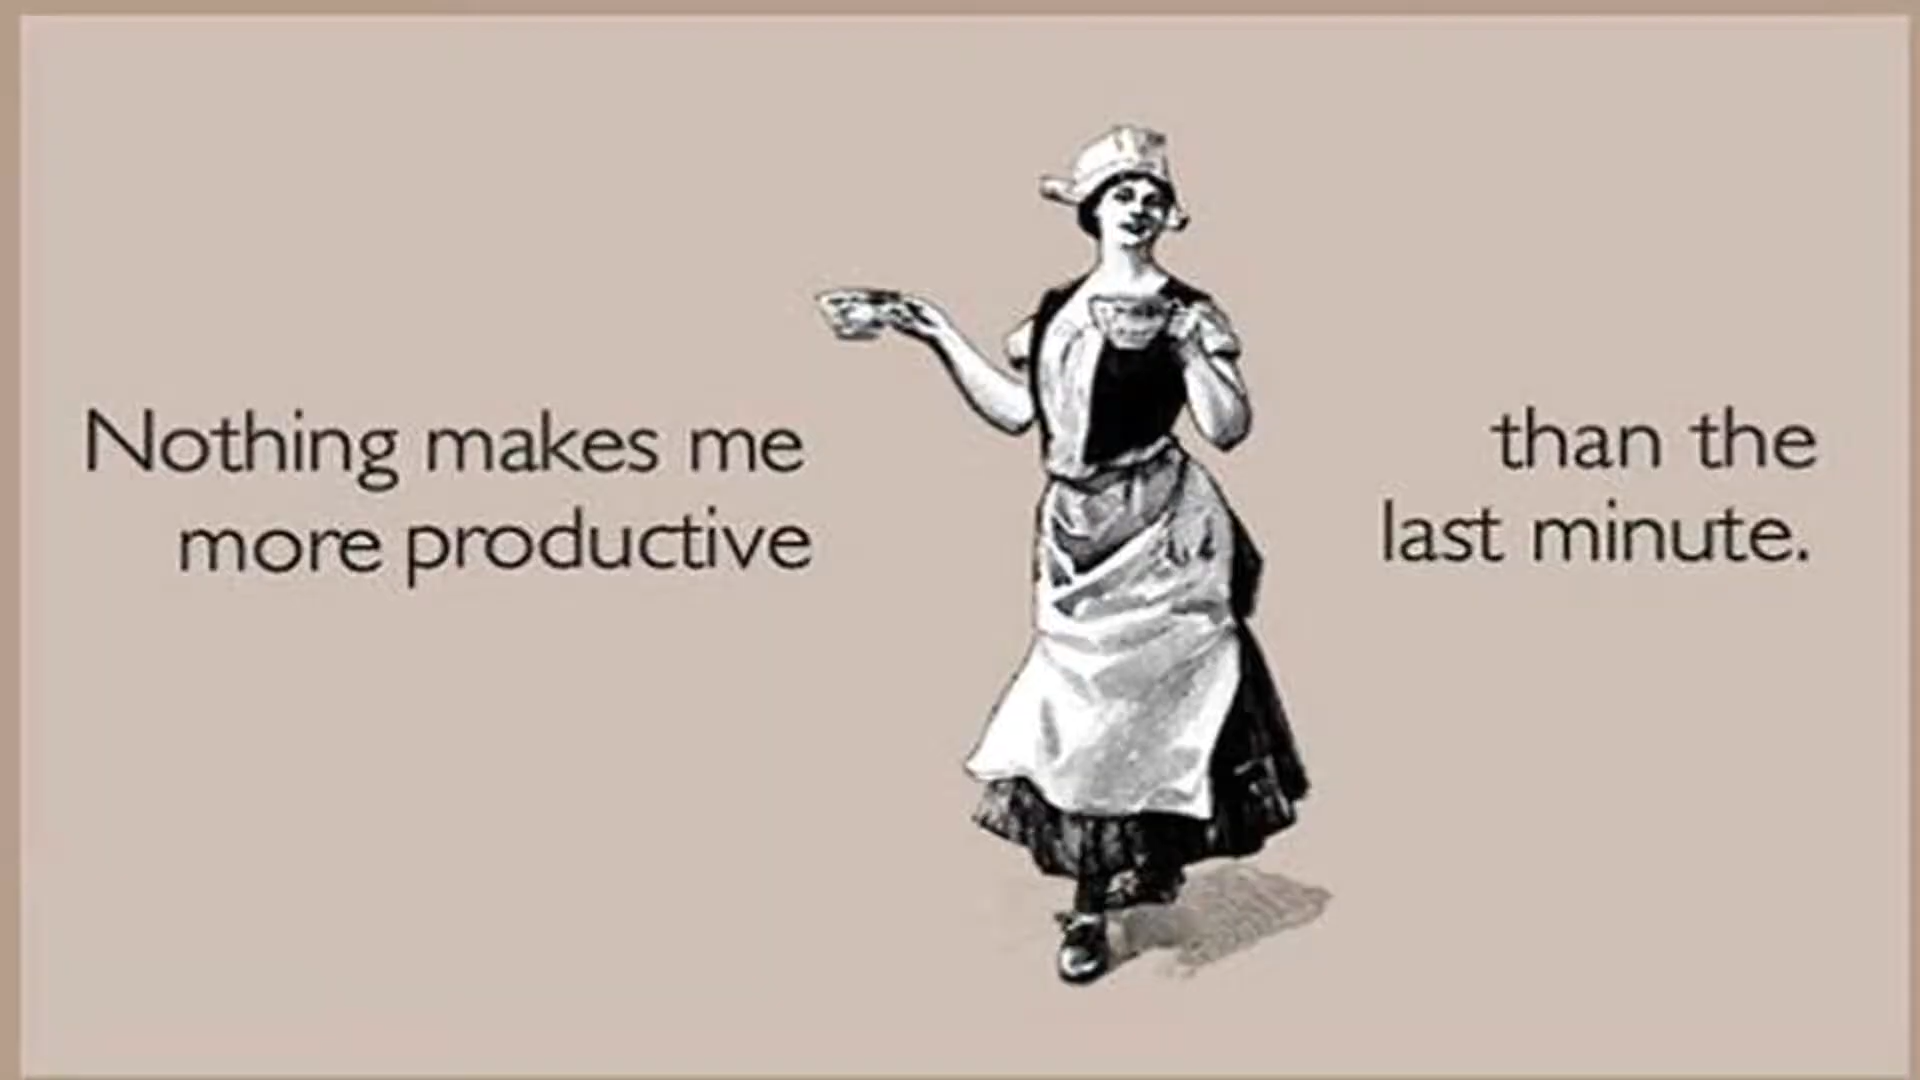 Nothing makes me
more productive
than the
last minute.